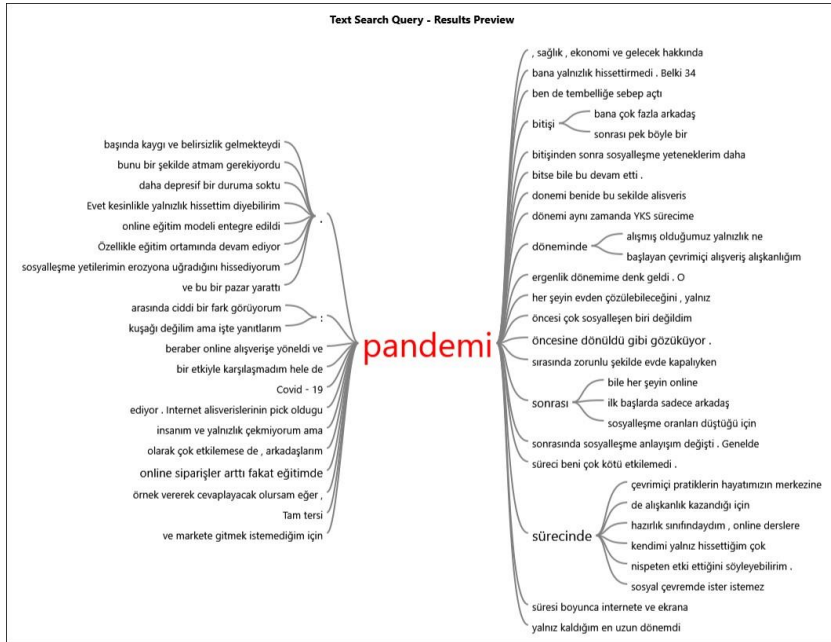 Text Search Query - Results Preview
başında kaygı ve belirsizlik gelmekteydi
bunu bir şekilde atmam gerekiyordu
daha depresif bir duruma soktu
Evet kesinlikle yalnızlık hissettim diyebilirim
online eğitim modeli entegre edildi
Özellikle eğitim ortamında devam ediyor
sosyalleşme yetilerimin erozyona uğradığını hissediyorum
ve bu bir pazar yarattı
.
arasında ciddi bir fark görüyorum
kuşağı değilim ama işte yanıtlarım
:
beraber online alışverişe yöneldi ve
bir etkiyle karşılaşmadım hele de
Covid - 19
ediyor . Internet alisverislerinin pick oldugu
insanım ve yalnızlık çekmiyorum ama
olarak çok etkilemese de , arkadaşlarım
online siparişler arttı fakat eğitimde
örnek vererek cevaplayacak olursam eğer ,
Tam tersi
ve markete gitmek istemediğim için
pandemi
, sağlık , ekonomi ve gelecek hakkında
bana yalnızlık hissettirmedi . Belki 34
ben de tembelliğe sebep açtı
bitişi
bana çok fazla arkadaş
sonrası pek böyle bir
bitişinden sonra sosyalleşme yeteneklerim daha
bitse bile bu devam etti .
donemi benide bu sekilde alisveris
dönemi aynı zamanda YKS sürecime
döneminde
alışmış olduğumuz yalnızlık ne
başlayan çevrimiçi alışveriş alışkanlığım
ergenlik dönemime denk geldi . O
her şeyin evden çözülebileceğini , yalnız
öncesi çok sosyalleşen biri değildim
öncesine dönüldü gibi gözüküyor .
sırasında zorunlu şekilde evde kapalıyken
sonrası
bile her şeyin online
ilk başlarda sadece arkadaş
sosyalleşme oranları düştüğü için
sonrasında sosyalleşme anlayışım değişti . Genelde
süreci beni çok kötü etkilemedi .
sürecinde
çevrimiçi pratiklerin hayatımızın merkezine
de alışkanlık kazandığı için
hazırlık sınıfındaydım , online derslere
kendimi yalnız hissettiğim çok
nispeten etki ettiğini söyleyebilirim .
sosyal çevremde ister istemez
süresi boyunca internete ve ekrana
yalnız kaldığım en uzun dönemdi